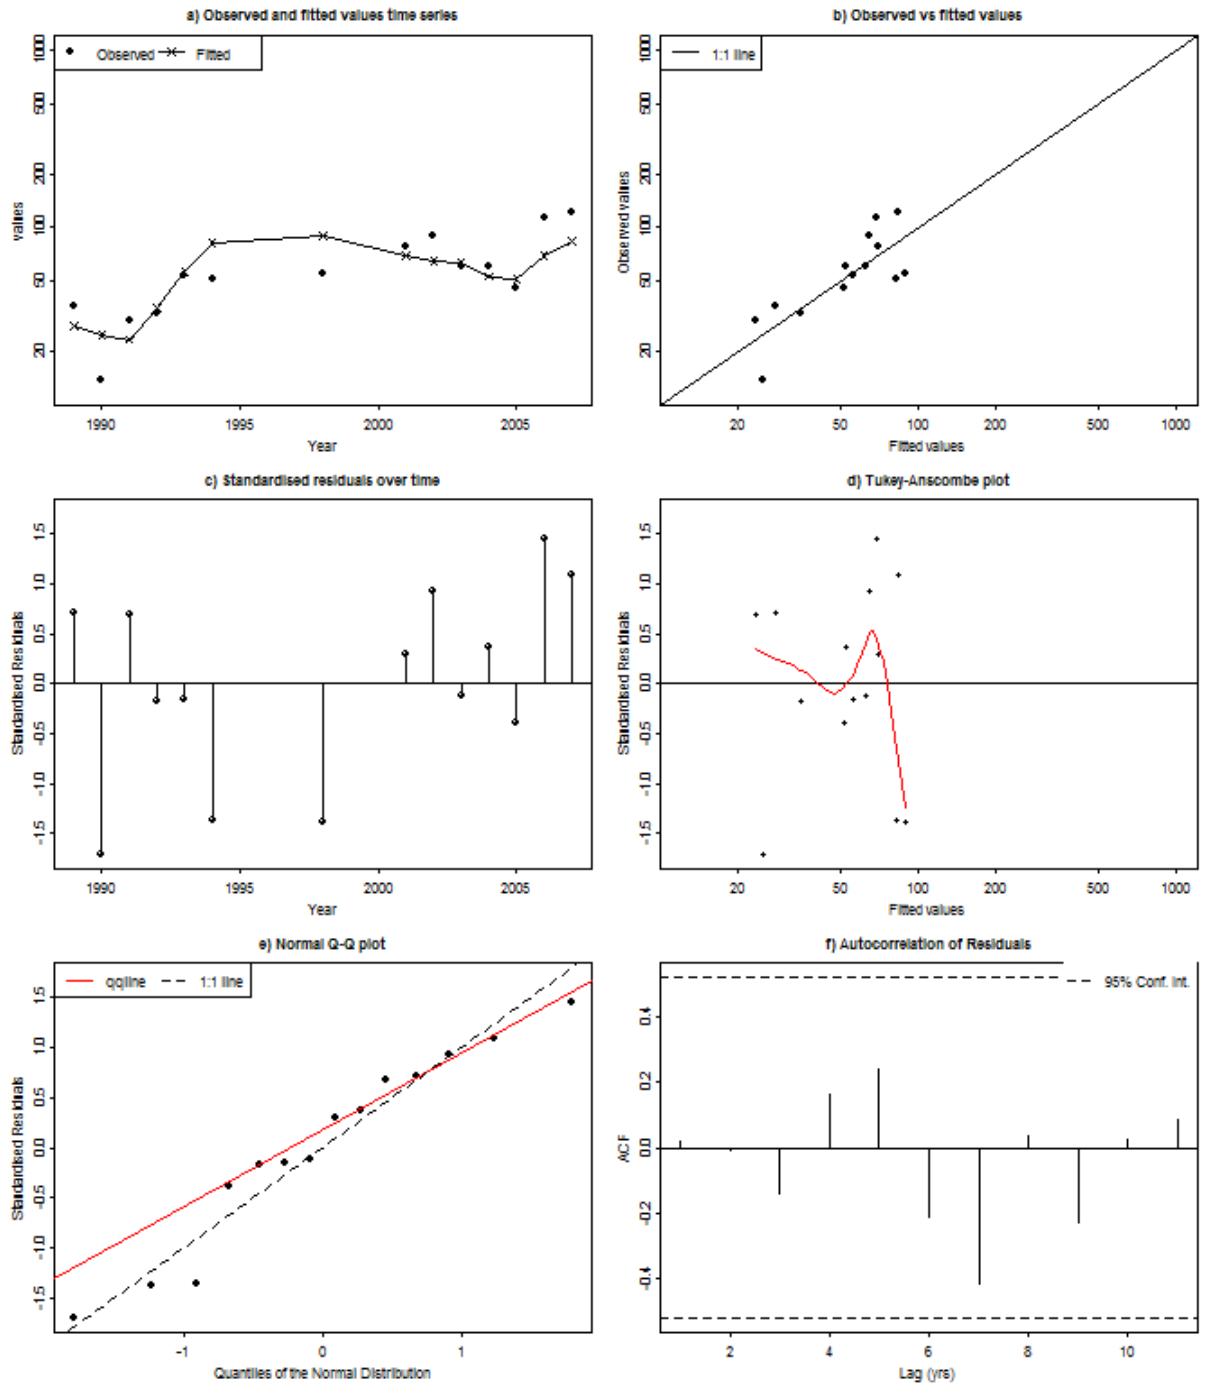 a) Observed and fitted values time series
Observed Fitted
values
1000
500
200
100
50
20
1990 1995 2000 2005
Year
b) Observed vs fitted values
1:1 line
Observed values
1000
500
200
100
50
20
20 50 100 200 500 1000
Fitted values
c) Standardised residuals over time
Standardised Residuals
1.5
1.0
0.5
0.0
-0.5
-1.0
-1.5
1990 1995 2000 2005
Year
d) Tukey-Anscombe plot
Standardised Residuals
1.5
1.0
0.5
0.0
-0.5
-1.0
-1.5
20 50 100 200 500 1000
Fitted values
e) Normal Q-Q plot
qqline 1:1 line
Standardised Residuals
1.5
1.0
0.5
0.0
-0.5
-1.0
-1.5
-1 0 1
Quantiles of the Normal Distribution
f) Autocorrelation of Residuals
95% Conf. Int.
ACF
0.4
0.2
0.0
-0.2
-0.4
2 4 6 8 10
Lag (yrs)